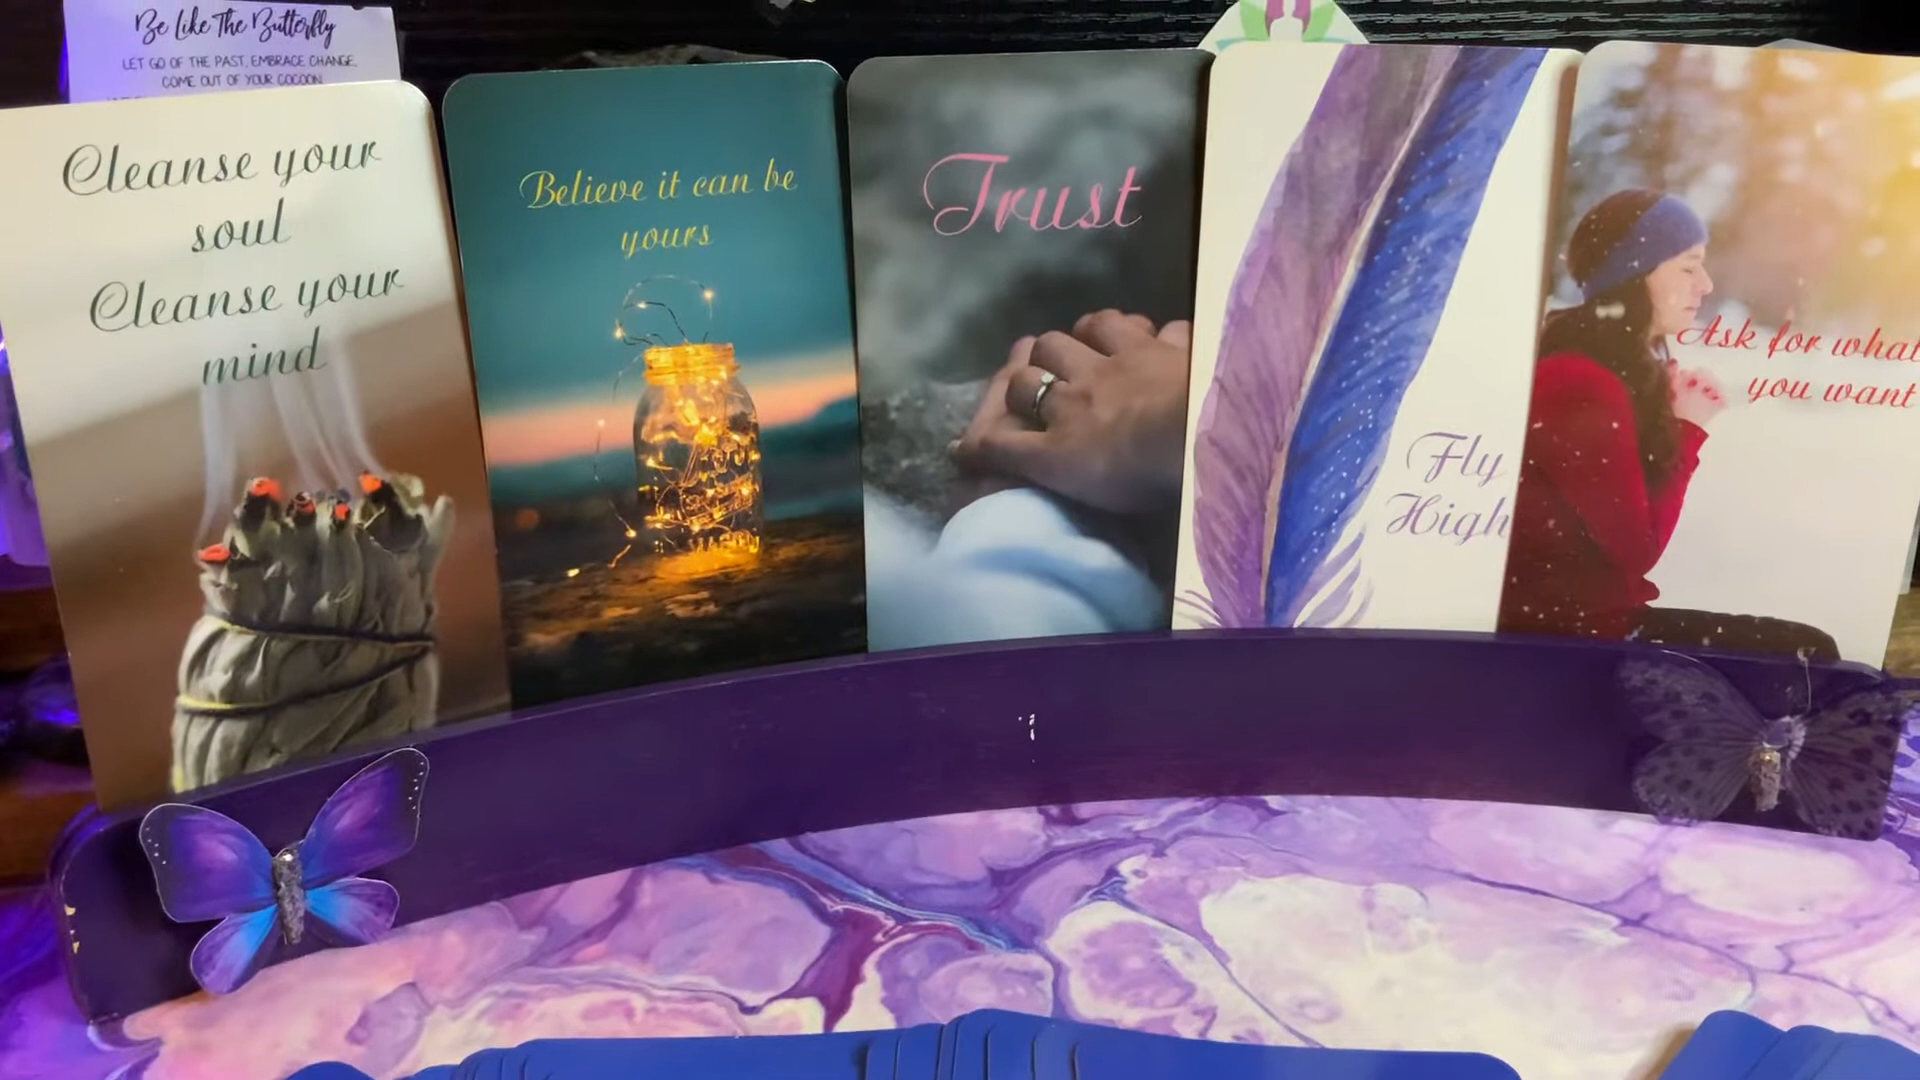 Be Like The Butterfly
LET GO OF THE PAST, EMBRACE CHANGE,
COME OUT OF YOUR COCOON
Cleanse your
soul
Cleanse your
mind
Believe it can be
yours
Trust
Fly
High
Ask for what
you want